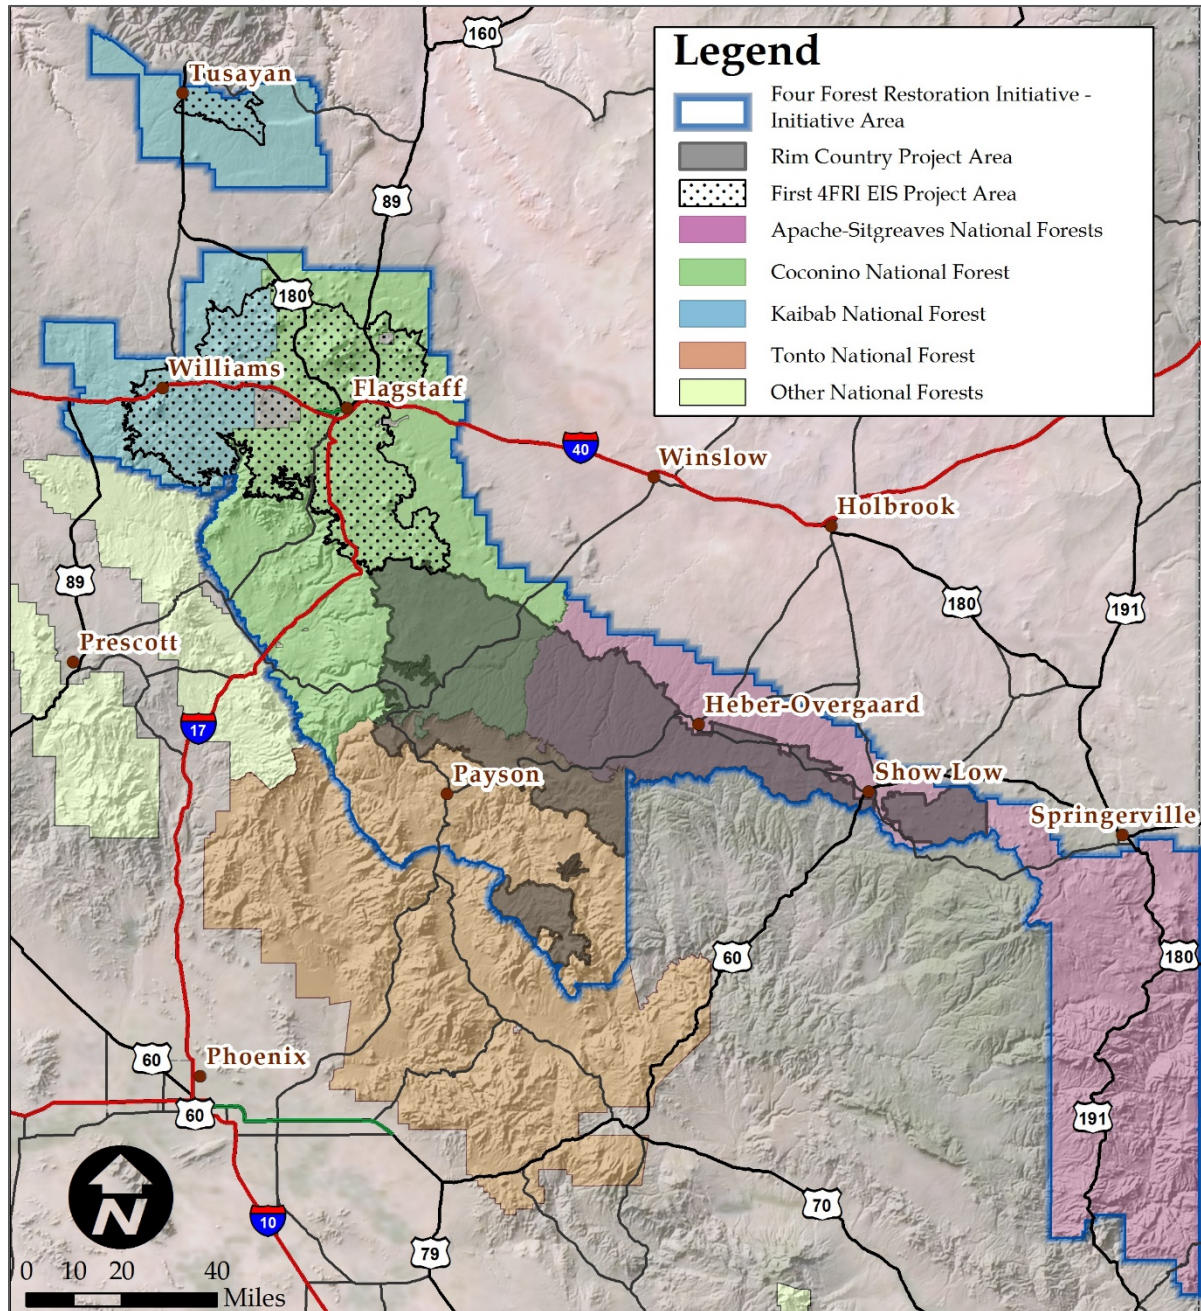 160
Legend
Four Forest Restoration Initiative -
Initiative Area
Rim Country Project Area
First 4FRI EIS Project Area
Apache-Sitgreaves National Forests
Coconino National Forest
Kaibab National Forest
Tonto National Forest
Other National Forests
Tusayan
89
180
Williams
Flagstaff
40
Winslow
Holbrook
89
180
191
Prescott
17
Heber-Overgaard
Payson
Show Low
Springerville
60
180
60
Phoenix
60
191
N
10
70
79
0 10 20 40
Miles